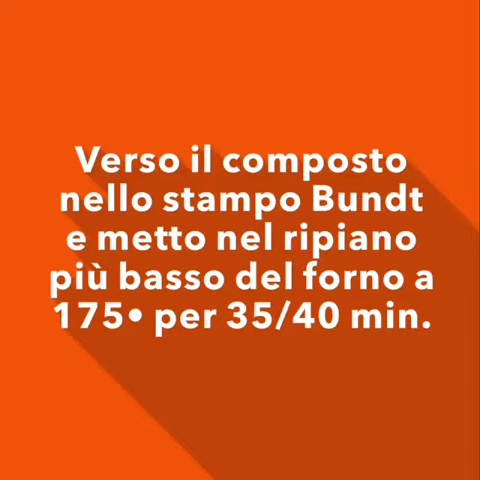 Verso il composto
nello stampo Bundt
e metto nel ripiano
più basso del forno a
175• per 35/40 min.